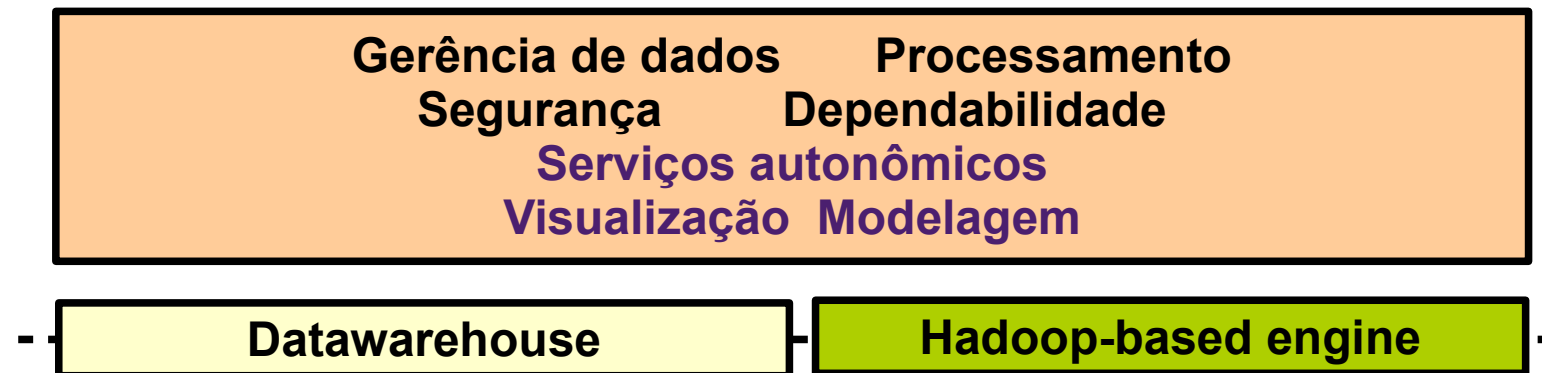 Gerência de dados Processamento
Segurança Dependabilidade
Serviços autonômicos
Visualização Modelagem
Datawarehouse Hadoop-based engine